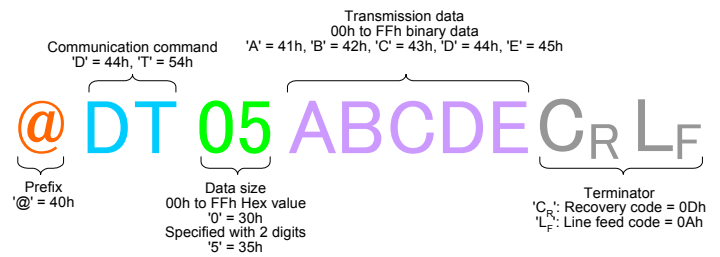 Transmission data
00h to FFh binary data
'A' = 41h, 'B' = 42h, 'C' = 43h, 'D' = 44h, 'E' = 45h
Communication command
'D' = 44h, 'T' = 54h
@ DT 05 ABCDE CR LF
Prefix
'@' = 40h
Data size
00h to FFh Hex value
'0' = 30h
Specified with 2 digits
'5' = 35h
Terminator
'CR': Recovery code = 0Dh
'LF': Line feed code = 0Ah